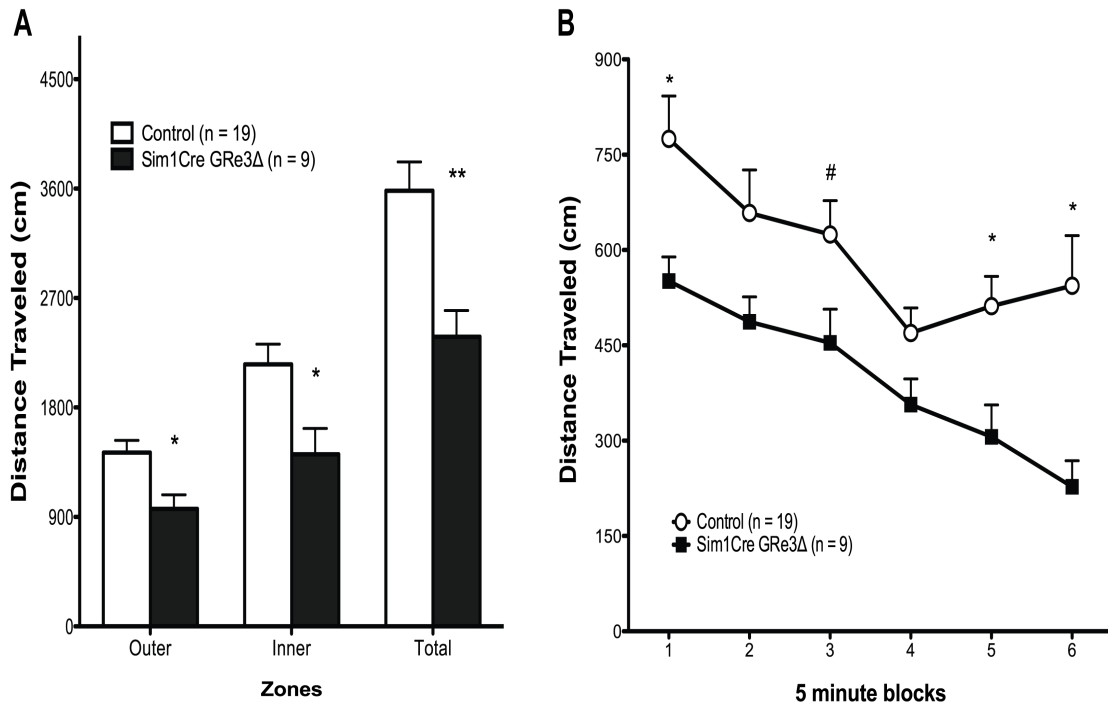 A
Distance Traveled (cm)
4500
3600
2700
1800
900
0
Control (n = 19)
Sim1Cre GRe3Δ (n = 9)
*
*
**
Outer
Inner
Total
Zones
B
Distance Traveled (cm)
900
750
600
450
300
150
0
*
#
*
*
Control (n = 19)
Sim1Cre GRe3Δ (n = 9)
1
2
3
4
5
6
5 minute blocks